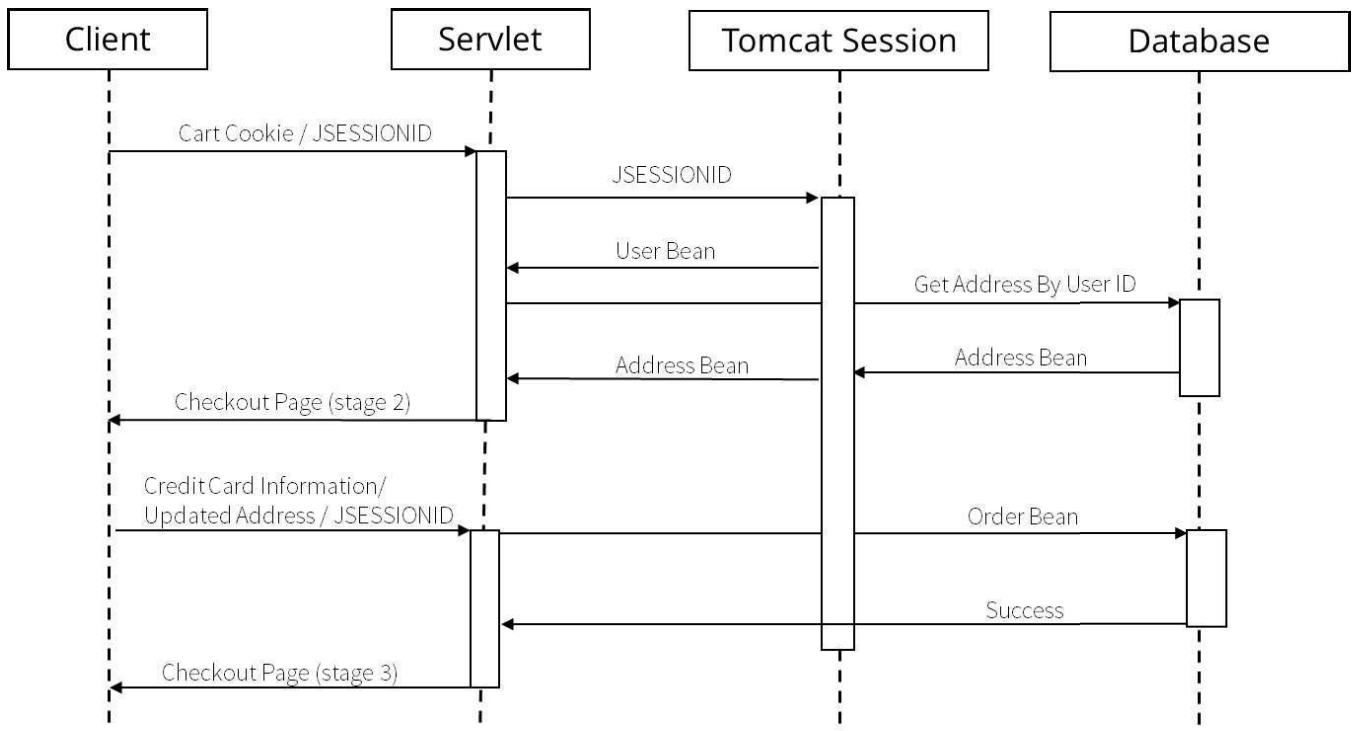 Client
Servlet
Tomcat Session
Database
Cart Cookie / JSESSIONID
JSESSIONID
User Bean
Get Address By User ID
Address Bean
Address Bean
Checkout Page (stage 2)
Credit Card Information/
Updated Address / JSESSIONID
Order Bean
Success
Checkout Page (stage 3)